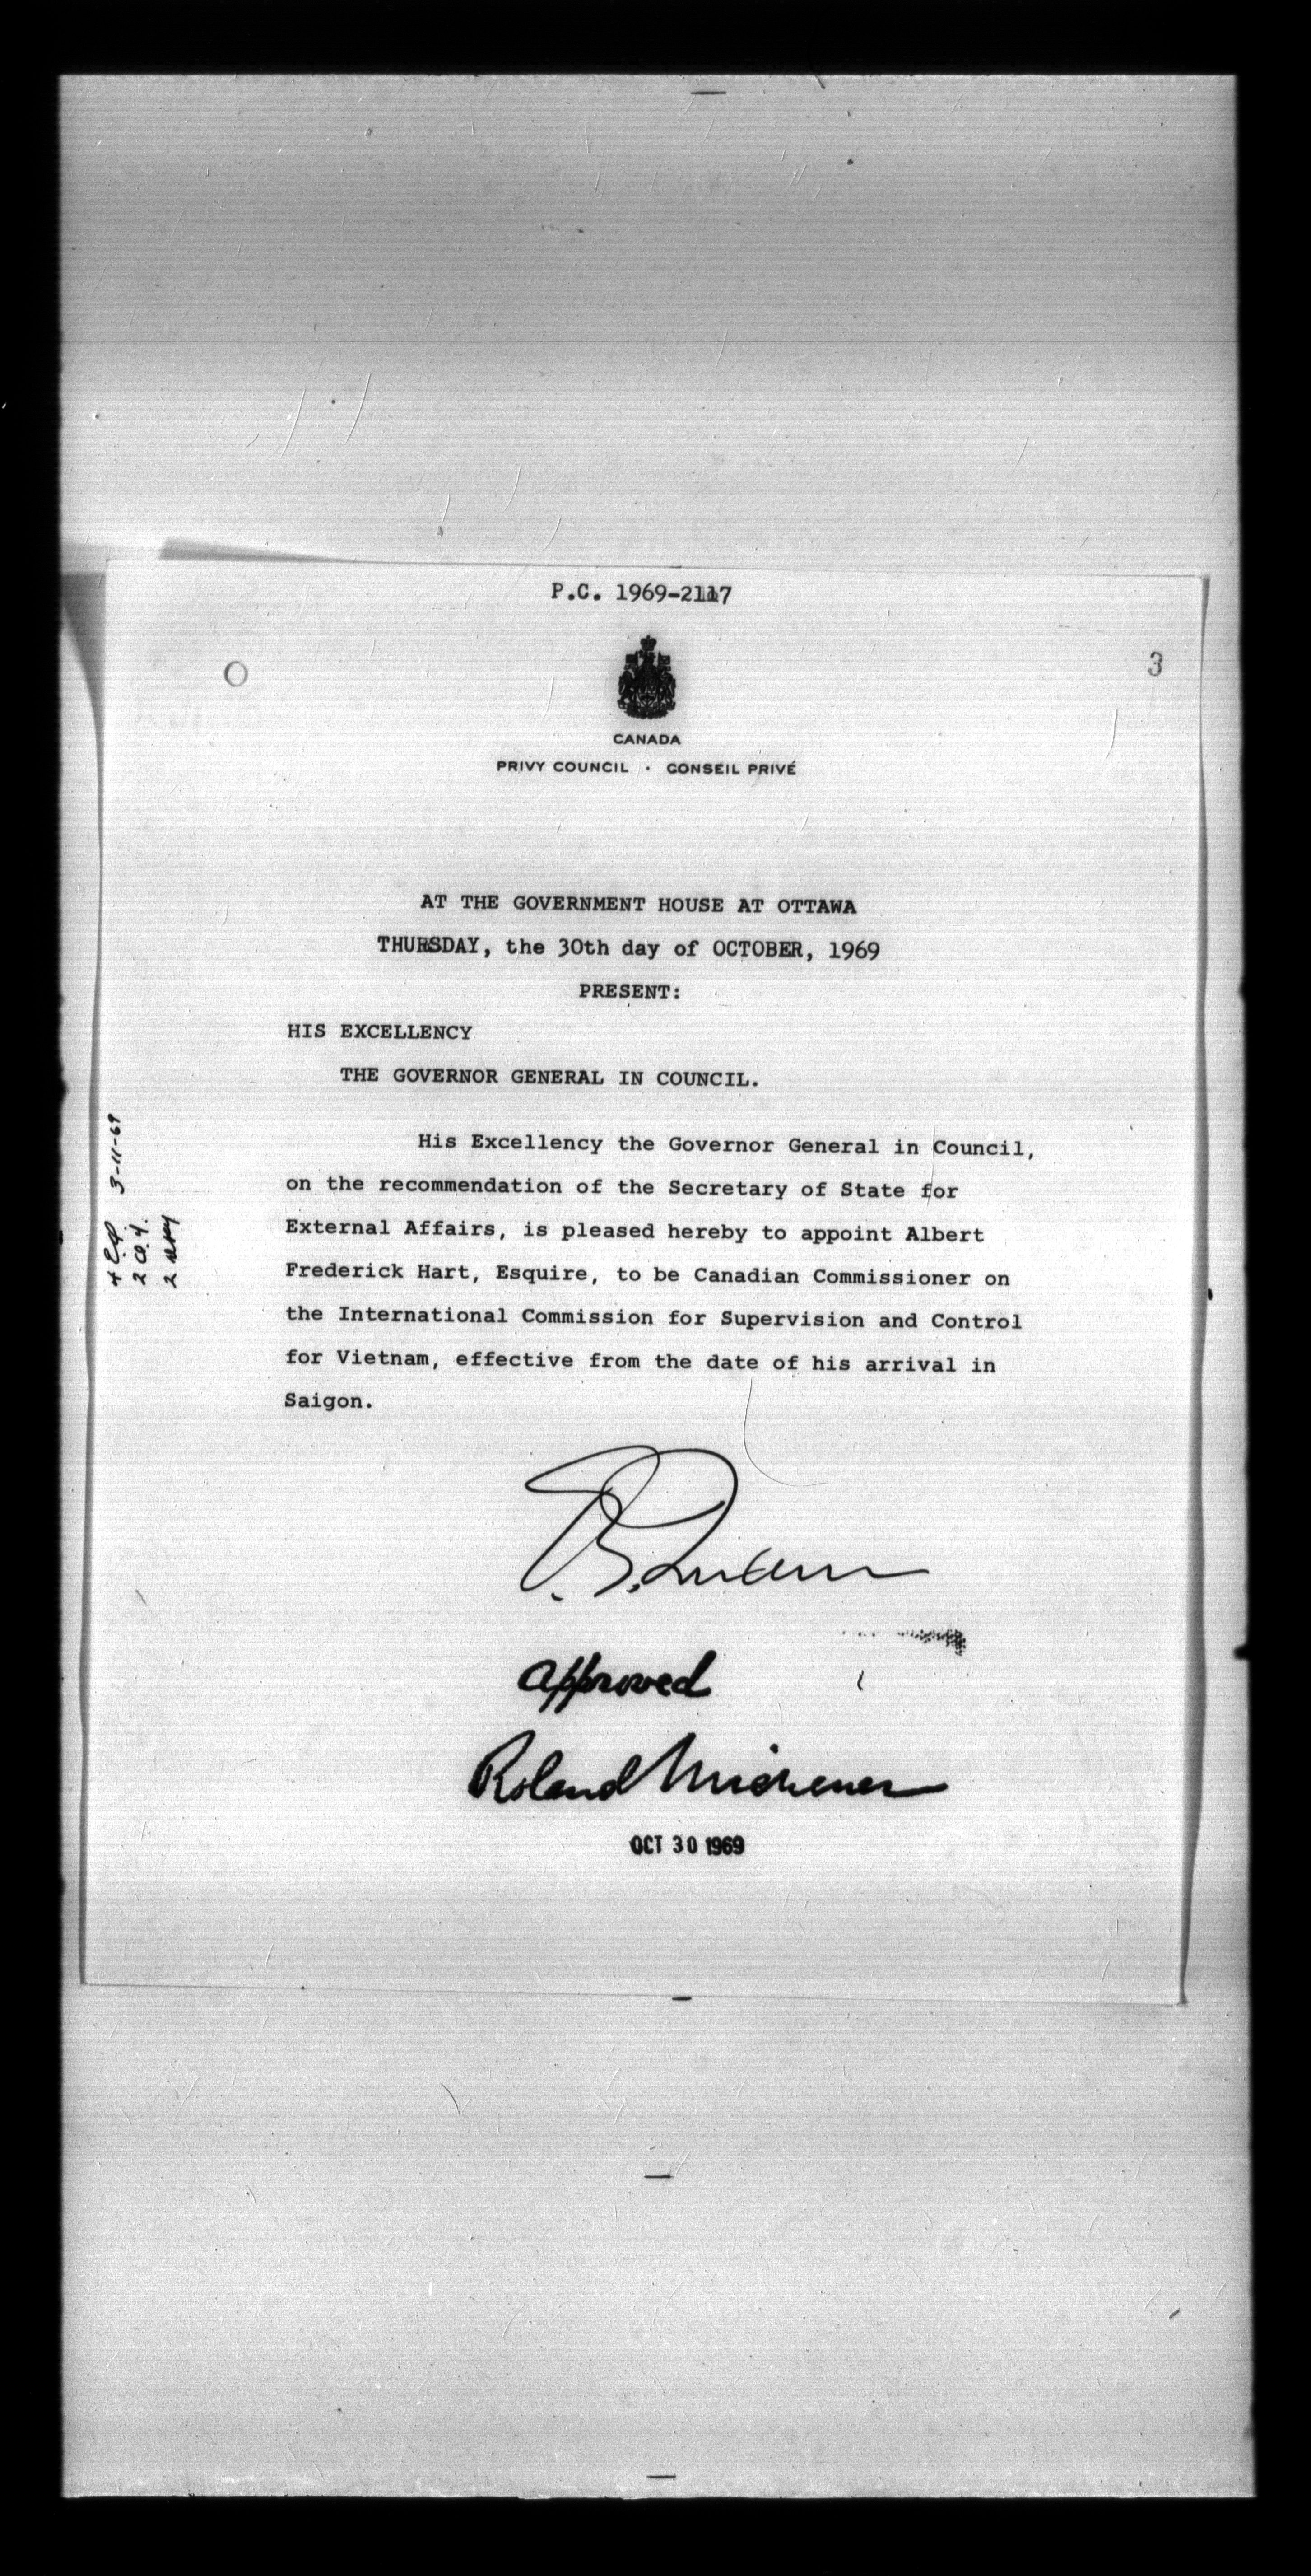 P.C. 1969-2117
O
3
CANADA
PRIVY COUNCIL · CONSEIL PRIVÉ
AT THE GOVERNMENT HOUSE AT OTTAWA
THURSDAY, the 30th day of OCTOBER, 1969
PRESENT:
HIS EXCELLENCY
THE GOVERNOR GENERAL IN COUNCIL.
His Excellency the Governor General in Council,
on the recommendation of the Secretary of State for
External Affairs, is pleased hereby to appoint Albert
Frederick Hart, Esquire, to be Canadian Commissioner on
the International Commission for Supervision and Control
for Vietnam, effective from the date of his arrival in
Saigon.
approved
Roland Michener
OCT 30 1969
3-11-69